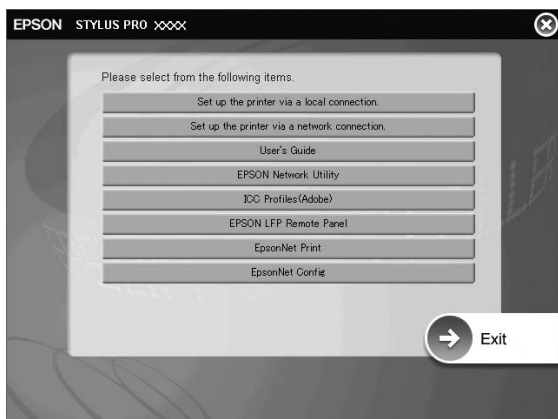 EPSON STYLUS PRO XXXX
Please select from the following items.
Set up the printer via a local connection.
Set up the printer via a network connection.
User's Guide
EPSON Network Utility
ICC Profiles(Adobe)
EPSON LFP Remote Panel
EpsonNet Print
EpsonNet Config
Exit